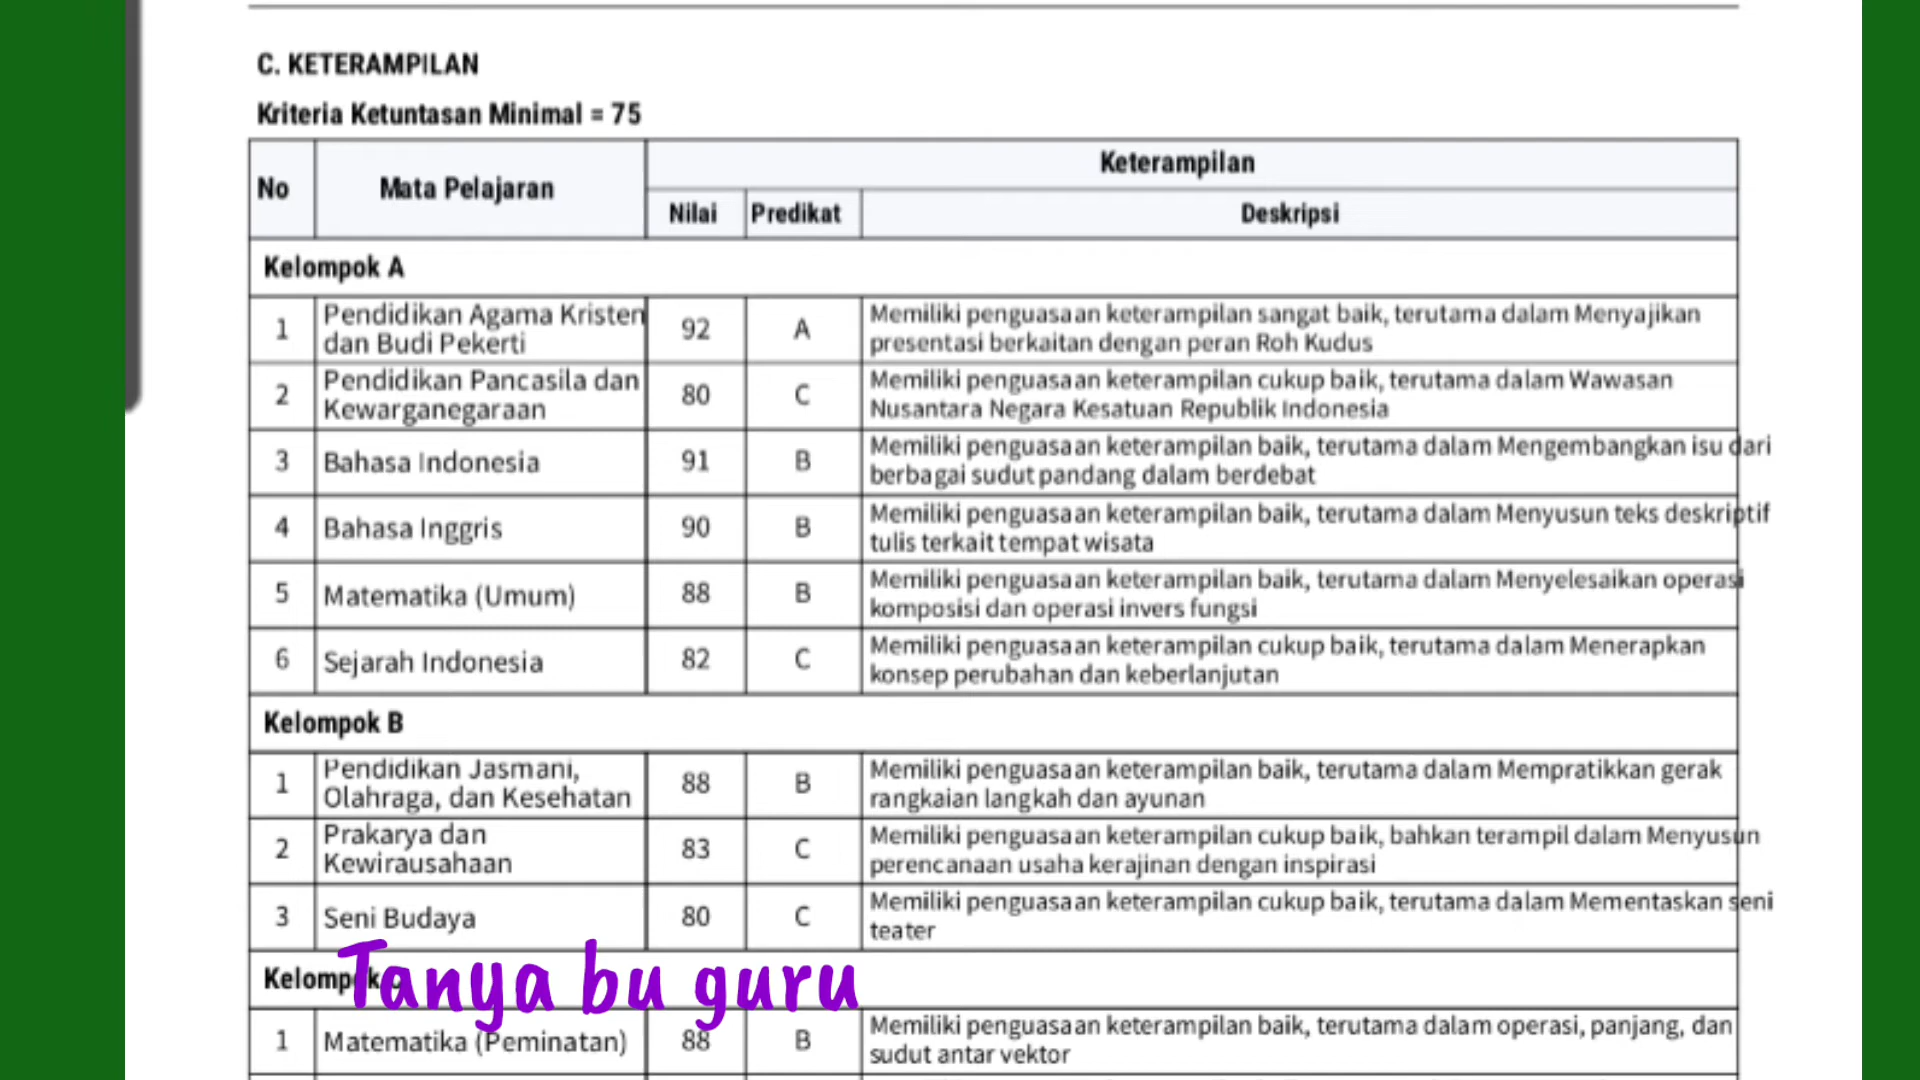 C. KETERAMPILAN
Kriteria Ketuntasan Minimal = 75
No Mata Pelajaran Keterampilan
Nilai Predikat Deskripsi
Kelompok A
1 Pendidikan Agama Kristen dan Budi Pekerti 92 A Memiliki penguasaan keterampilan sangat baik, terutama dalam Menyajikan
presentasi berkaitan dengan peran Roh Kudus
2 Pendidikan Pancasila dan Kewarganegaraan 80 C Memiliki penguasaan keterampilan cukup baik, terutama dalam Wawasan
Nusantara Negara Kesatuan Republik Indonesia
3 Bahasa Indonesia 91 B Memiliki penguasaan keterampilan baik, terutama dalam Mengembangkan isu dari
berbagai sudut pandang dalam berdebat
4 Bahasa Inggris 90 B Memiliki penguasaan keterampilan baik, terutama dalam Menyusun teks deskriptif
tulis terkait tempat wisata
5 Matematika (Umum) 88 B Memiliki penguasaan keterampilan baik, terutama dalam Menyelesaikan operasi
komposisi dan operasi invers fungsi
6 Sejarah Indonesia 82 C Memiliki penguasaan keterampilan cukup baik, terutama dalam Menerapkan
konsep perubahan dan keberlanjutan
Kelompok B
1 Pendidikan Jasmani, Olahraga, dan Kesehatan 88 B Memiliki penguasaan keterampilan baik, terutama dalam Mempratikkan gerak
rangkaian langkah dan ayunan
2 Prakarya dan Kewirausahaan 83 C Memiliki penguasaan keterampilan cukup baik, bahkan terampil dalam Menyusun
perencanaan usaha kerajinan dengan inspirasi
3 Seni Budaya 80 C Memiliki penguasaan keterampilan cukup baik, terutama dalam Mementaskan seni
teater
Kelompok
Tanya bu guru
1 Matematika (Peminatan) 88 B Memiliki penguasaan keterampilan baik, terutama dalam operasi, panjang, dan
sudut antar vektor